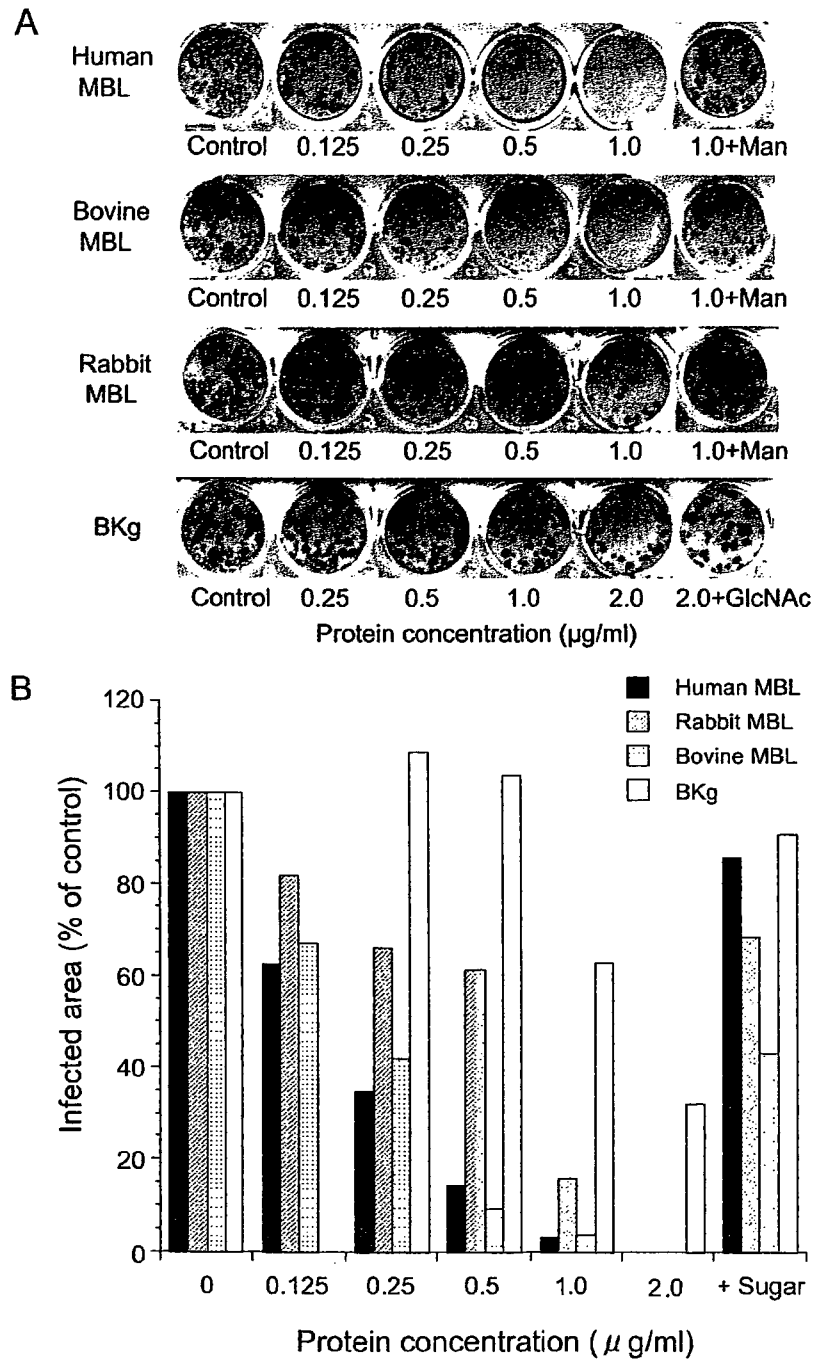 A
Human
MBL
Control 0.125 0.25 0.5 1.0 1.0+Man
Bovine
MBL
Control 0.125 0.25 0.5 1.0 1.0+Man
Rabbit
MBL
Control 0.125 0.25 0.5 1.0 1.0+Man
BKg
Control 0.25 0.5 1.0 2.0 2.0+GlcNAc
Protein concentration (μg/ml)
B
Human MBL
Rabbit MBL
Bovine MBL
BKg
Infected area (% of control)
120
100
80
60
40
20
0
0 0.125 0.25 0.5 1.0 2.0 + Sugar
Protein concentration ( μ g/ml)